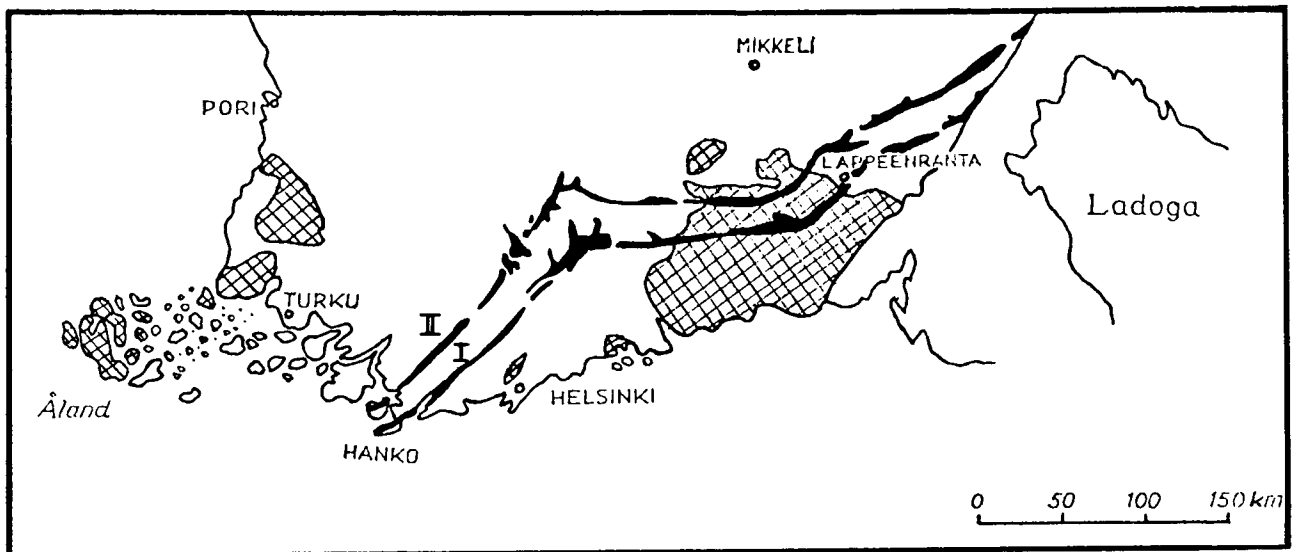 MIKKELI
PORI
LAPPEENRANTA
Ladoga
TURKU
II
I
Åland
HELSINKI
HANKO
0 50 100 150 km